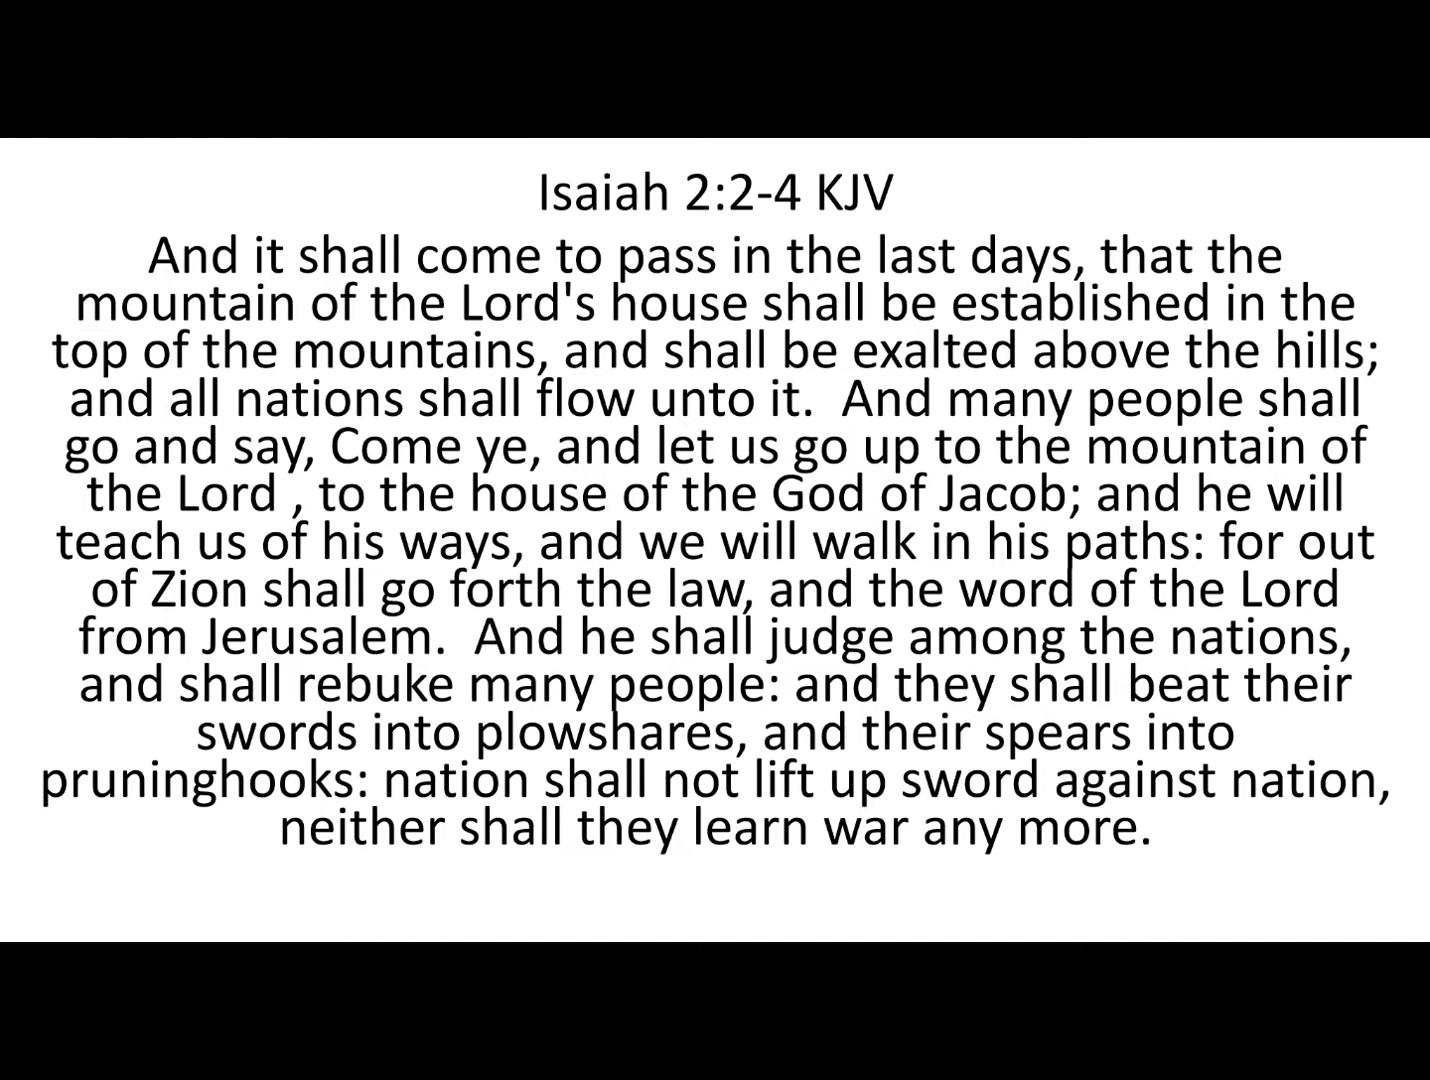 Isaiah 2:2-4 KJV
And it shall come to pass in the last days, that the
mountain of the Lord's house shall be established in the
top of the mountains, and shall be exalted above the hills;
and all nations shall flow unto it.  And many people shall
go and say, Come ye, and let us go up to the mountain of
the Lord , to the house of the God of Jacob; and he will
teach us of his ways, and we will walk in his paths: for out
of Zion shall go forth the law, and the word of the Lord
from Jerusalem.  And he shall judge among the nations,
and shall rebuke many people: and they shall beat their
swords into plowshares, and their spears into
pruninghooks: nation shall not lift up sword against nation,
neither shall they learn war any more.